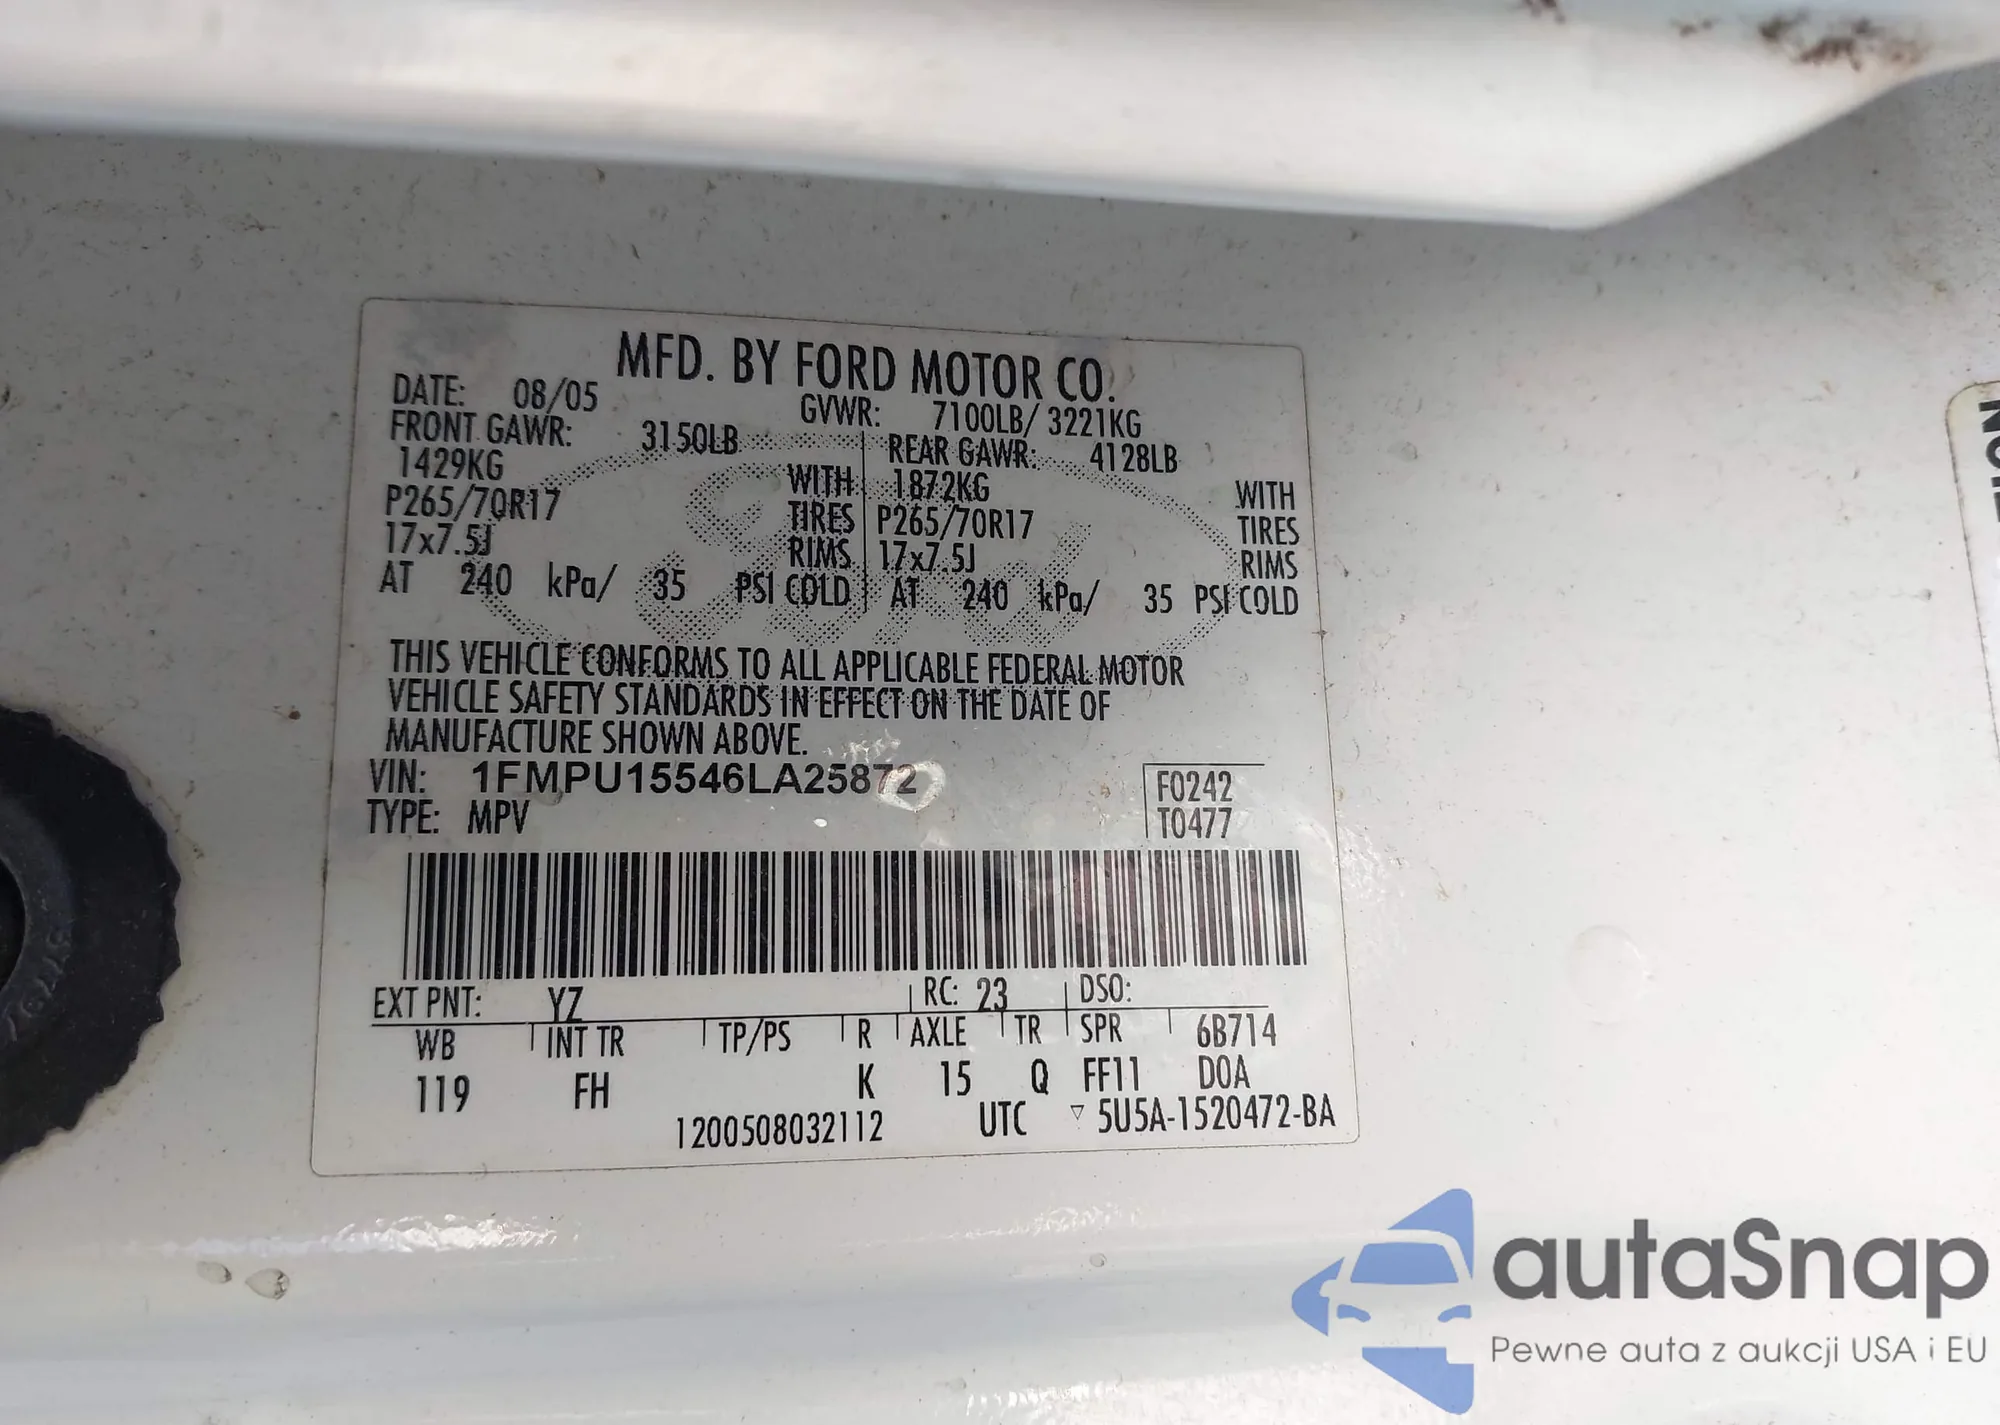 MFD. BY FORD MOTOR CO.
DATE: 08/05 GVWR: 7100LB/ 3221KG
FRONT GAWR: 3150LB REAR GAWR: 4128LB
1429KG WITH 1872KG WITH
P265/70R17 TIRES P265/70R17 TIRES
17x7.5J RIMS 17x7.5J RIMS
AT 240 kPa/ 35 PSI COLD AT 240 kPa/ 35 PSI COLD
THIS VEHICLE CONFORMS TO ALL APPLICABLE FEDERAL MOTOR
VEHICLE SAFETY STANDARDS IN EFFECT ON THE DATE OF
MANUFACTURE SHOWN ABOVE.
VIN: 1FMPU15546LA25872
F0242
TYPE: MPV
T0477
EXT PNT: YZ RC: 23 DSO:
WB INT TR TP/PS R AXLE TR SPR 6B714
119 FH K 15 Q FF11 D0A
1200508032112 UTC ▽ 5U5A-1520472-BA
autaSnap
Pewne auta z aukcji USA i EU